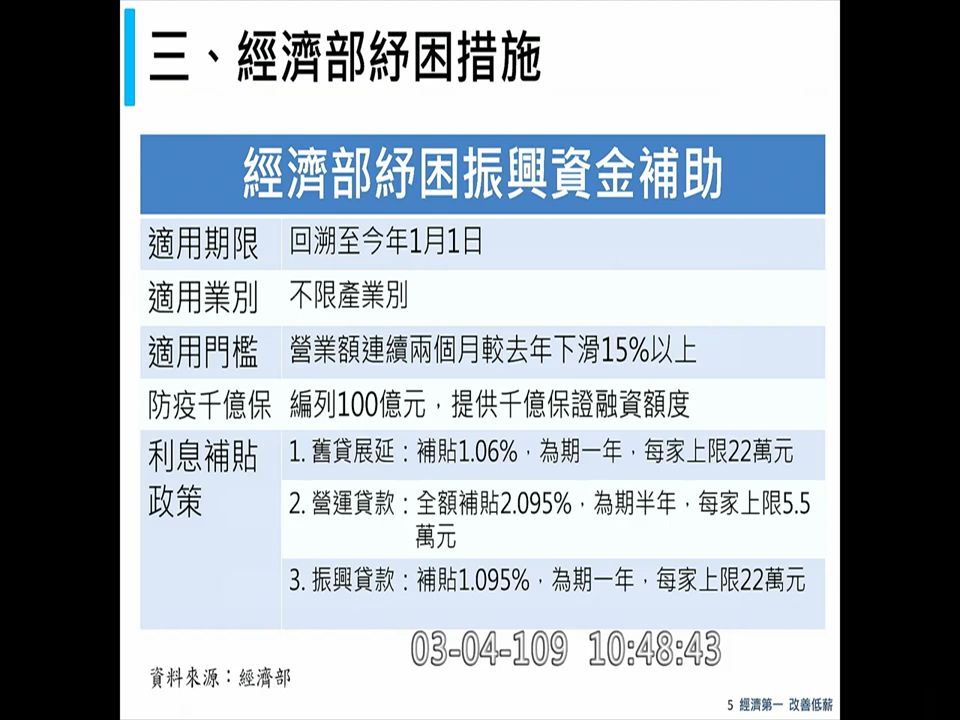 三、經濟部紓困措施
經濟部紓困振興資金補助
適用期限 回溯至今年1月1日
適用業別 不限產業別
適用門檻 營業額連續兩個月較去年下滑15%以上
防疫千億保 編列100億元，提供千億保證融資額度
利息補貼政策
1. 舊貸展延：補貼1.06%，為期一年，每家上限22萬元
2. 營運貸款：全額補貼2.095%，為期半年，每家上限5.5
萬元
3. 振興貸款：補貼1.095%，為期一年，每家上限22萬元
03-04-109 10:48:43
資料來源：經濟部
5 經濟第一 改善低薪